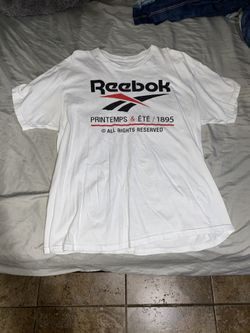 Reebok
PRINTEMPS & ÉTÉ / 1895
© ALL RIGHTS RESERVED